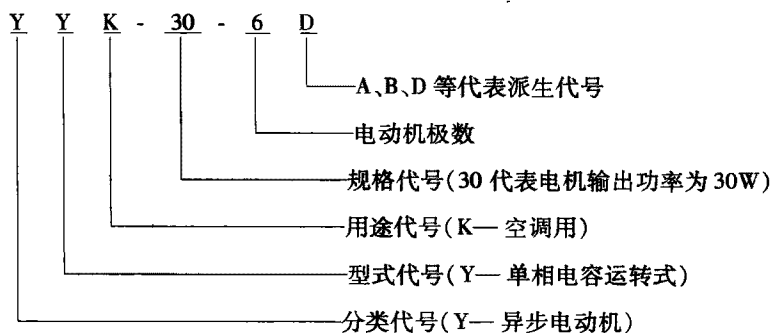 Y Y K - 30 - 6 D
A、B、D 等代表派生代号
电动机极数
规格代号(30 代表电机输出功率为 30W)
用途代号(K— 空调用)
型式代号(Y— 单相电容运转式)
分类代号(Y— 异步电动机)